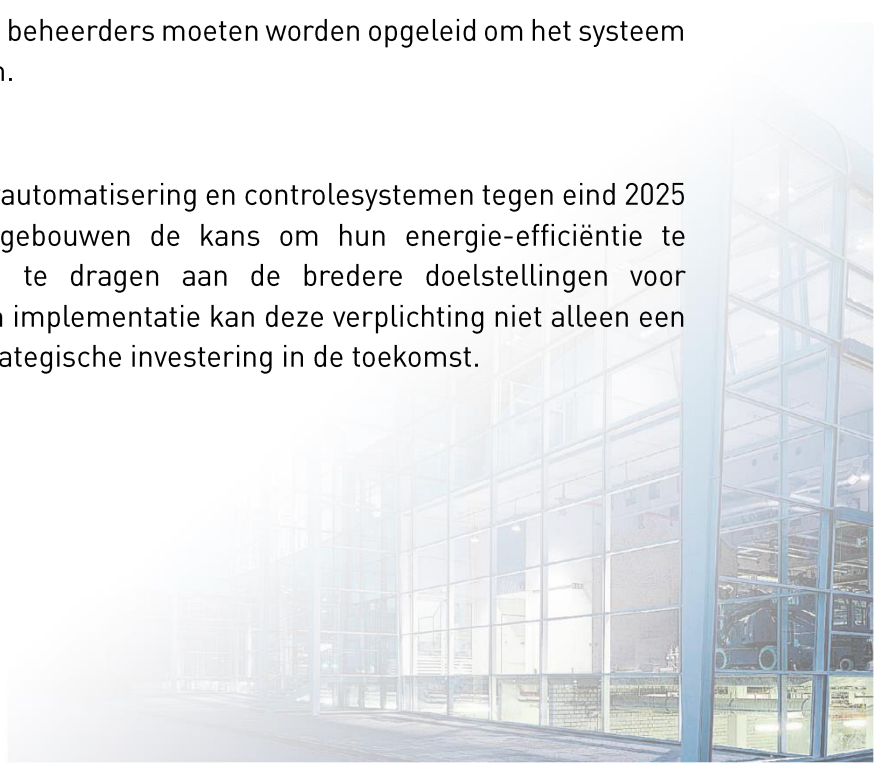 beheerders moeten worden opgeleid om het systeem
n.
automatisering en controlesystemen tegen eind 2025
gebouwen de kans om hun energie-efficiëntie te
te dragen aan de bredere doelstellingen voor
implementatie kan deze verplichting niet alleen een
ategische investering in de toekomst.